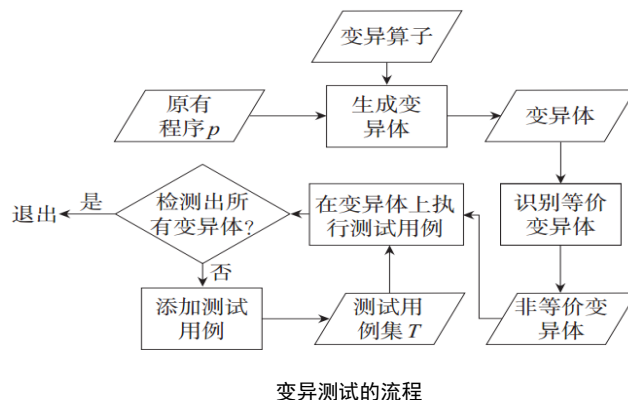 变异算子
原有
程序p
生成变
异体
变异体
退出
是
检测出所
有变异体?
在变异体上执
行测试用例
识别等价
变异体
否
添加测试
用例
测试用
例集T
非等价变
异体
变异测试的流程